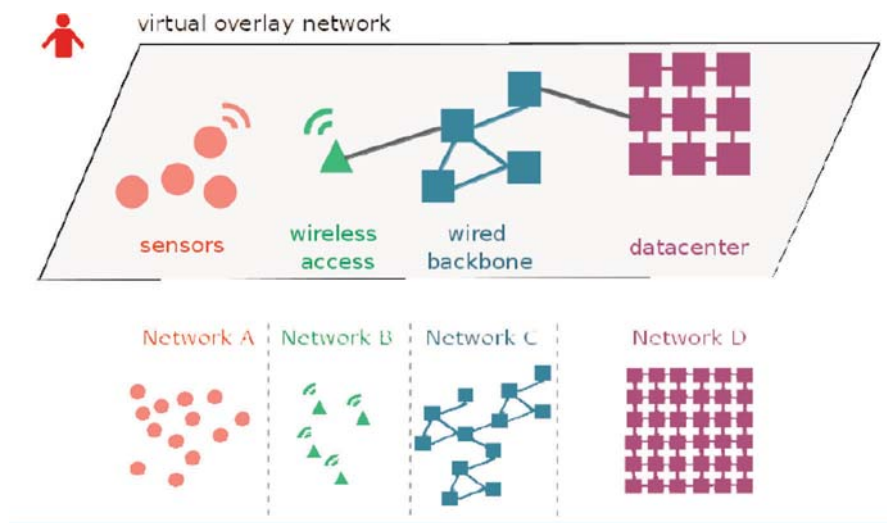 virtual overlay network
sensors
wireless
access
wired
backbone
datacenter
Network A
Network B
Network C
Network D